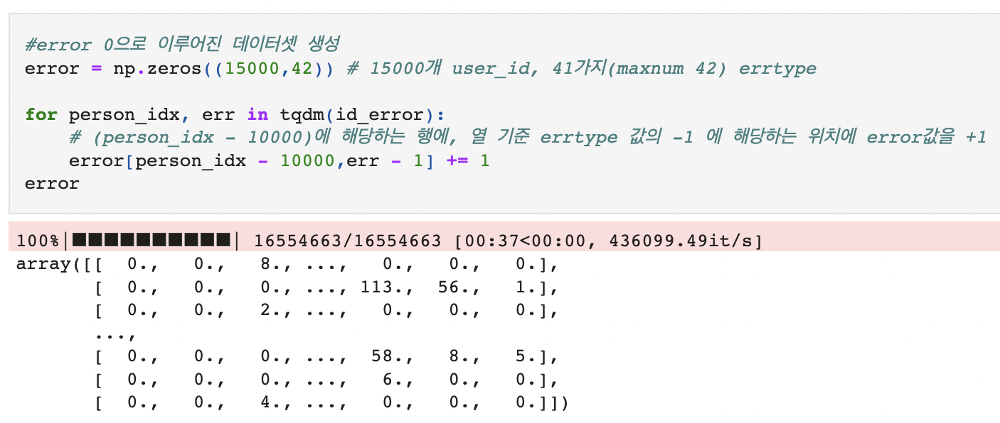 #error 0으로 이루어진 데이터셋 생성
error = np.zeros((15000,42)) # 15000개 user_id, 41가지(maxnum 42) errtype
for person_idx, err in tqdm(id_error):
    # (person_idx - 10000)에 해당하는 행에, 열 기준 errtype 값의 -1 에 해당하는 위치에 error값을 +1
    error[person_idx - 10000,err - 1] += 1
error
100%|██████████| 16554663/16554663 [00:37<00:00, 436099.49it/s]
array([[  0.,   0.,   8., ...,   0.,   0.,   0.],
       [  0.,   0.,   0., ..., 113.,  56.,   1.],
       [  0.,   0.,   2., ...,   0.,   0.,   0.],
       ...,
       [  0.,   0.,   0., ...,  58.,   8.,   5.],
       [  0.,   0.,   0., ...,   6.,   0.,   0.],
       [  0.,   0.,   4., ...,   0.,   0.,   0.]])